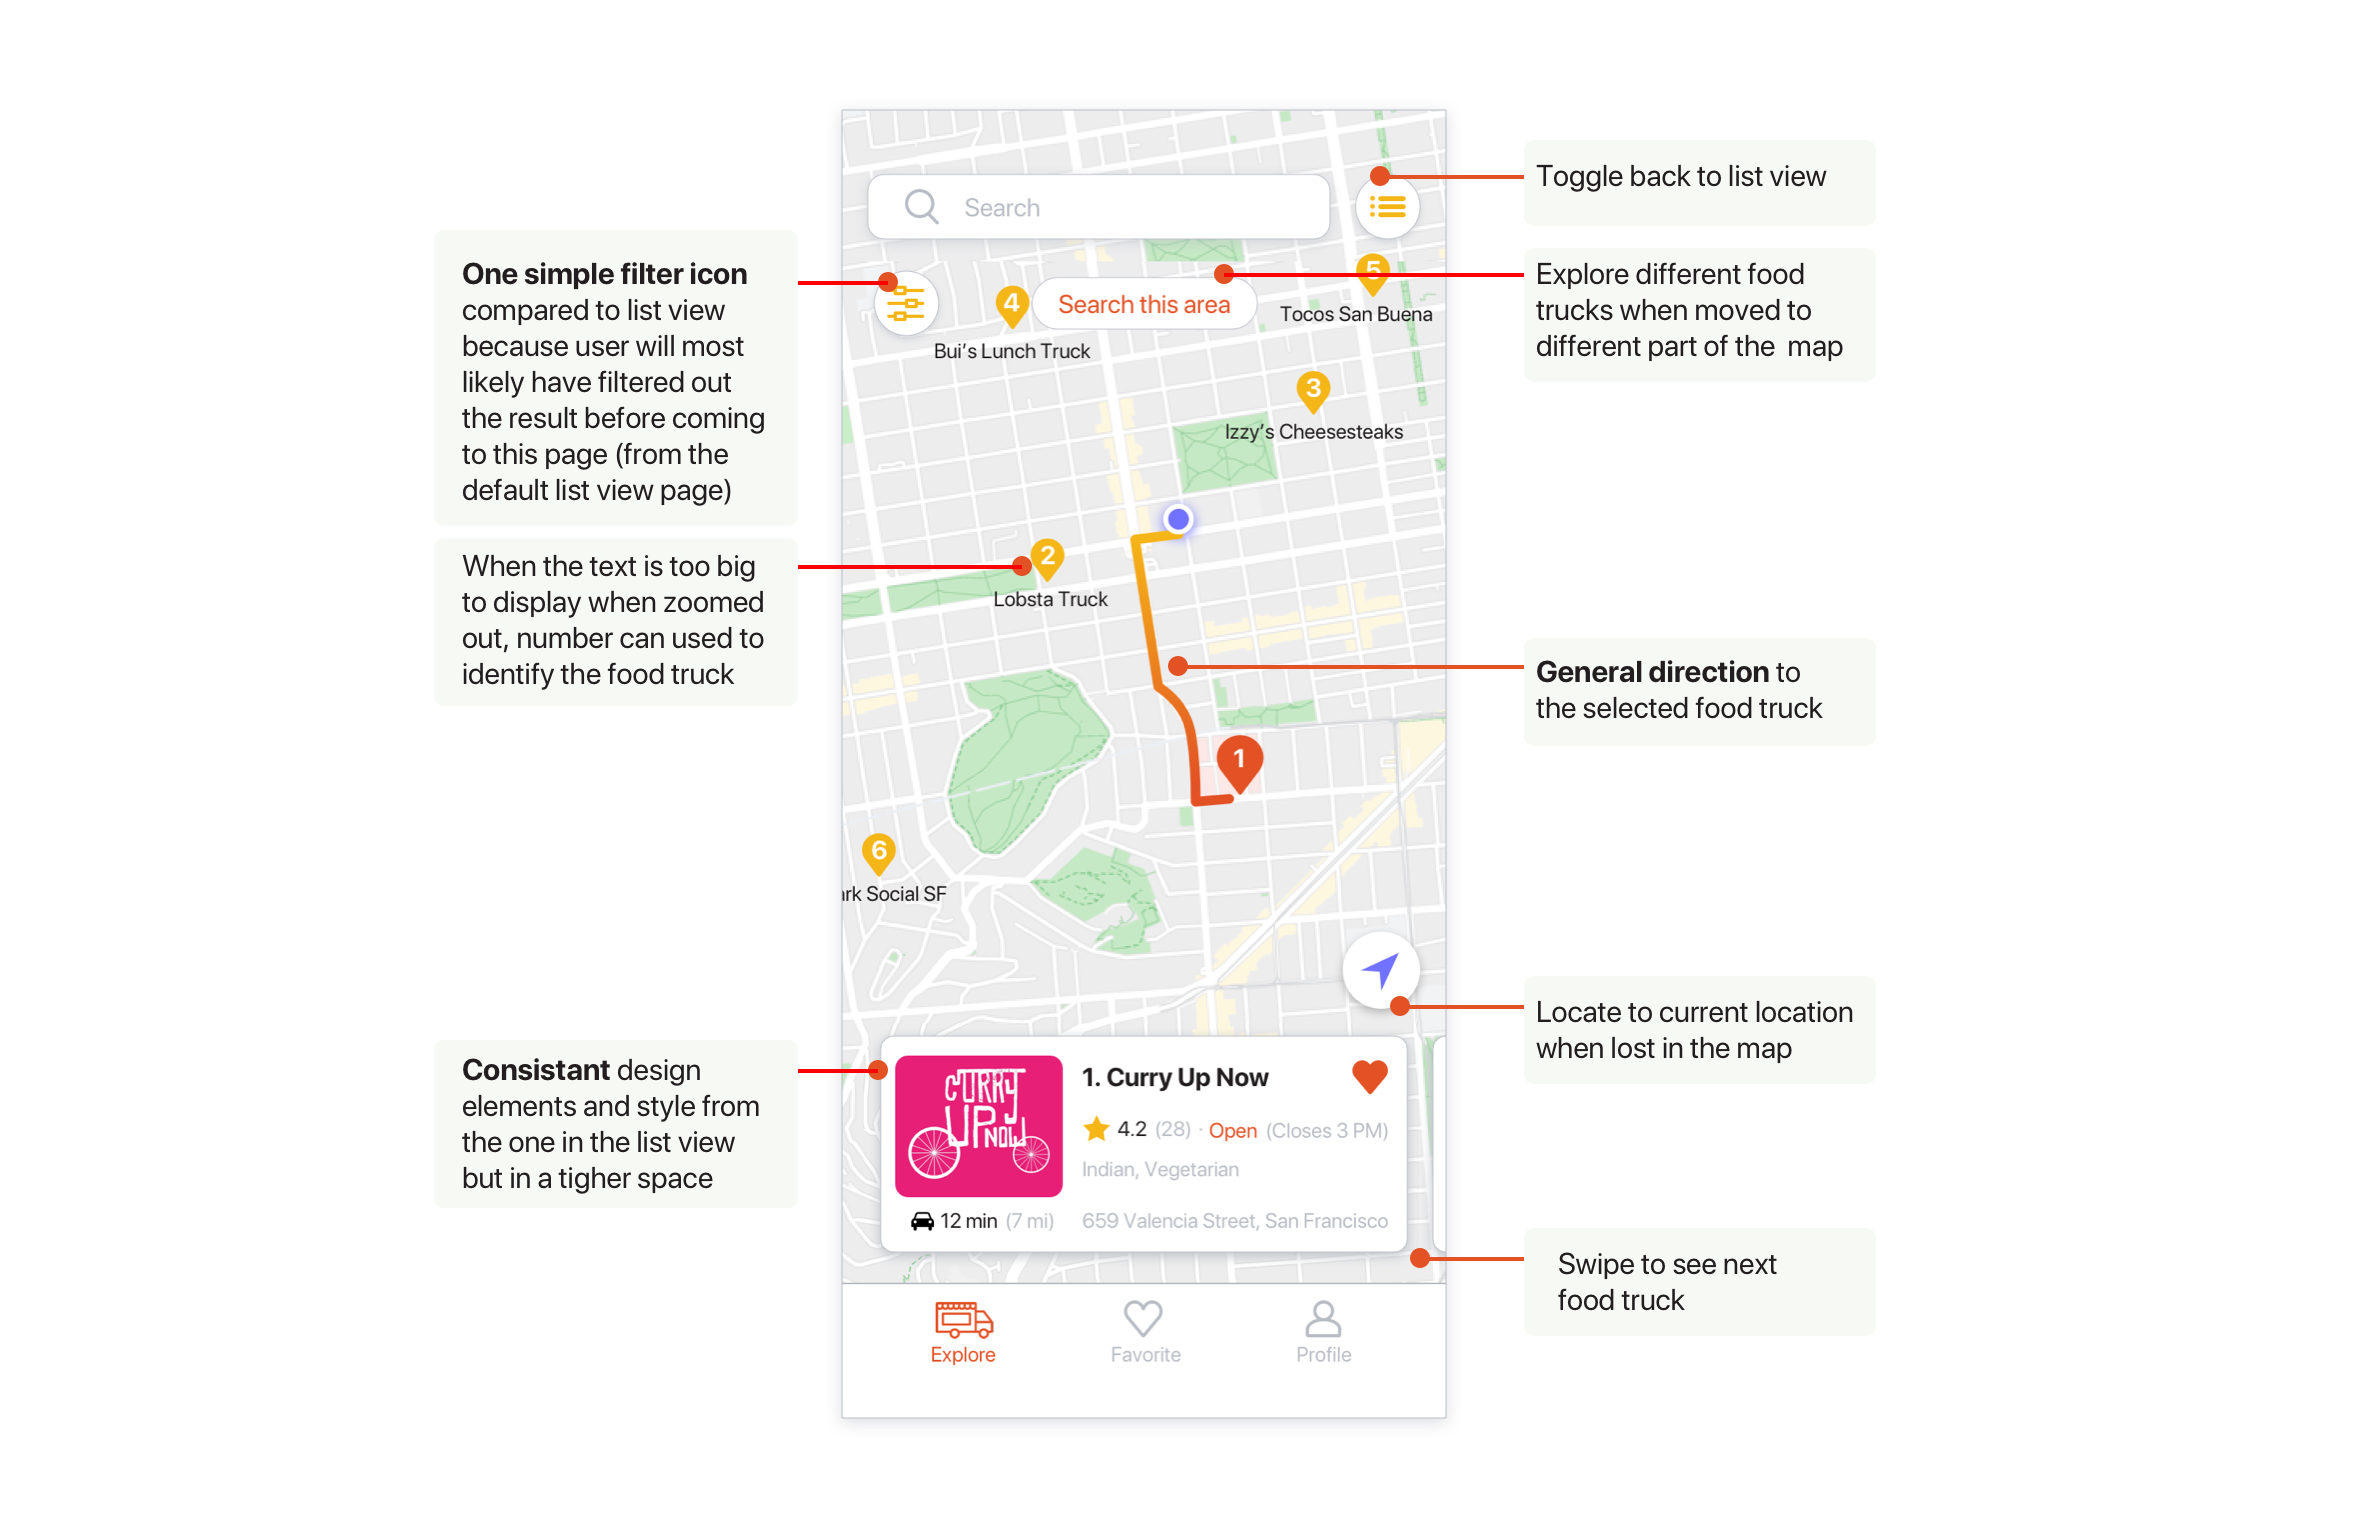 Search
Toggle back to list view
One simple filter icon
compared to list view
because user will most
likely have filtered out
the result before coming
to this page (from the
default list view page)
4
Search this area
5
Bui's Lunch Truck
Tocos San Buena
Explore different food
trucks when moved to
different part of the map
3
Izzy's Cheesesteaks
When the text is too big
to display when zoomed
out, number can used to
identify the food truck
2
Lobsta Truck
General direction to
the selected food truck
1
6
ark Social SF
Locate to current location
when lost in the map
Consistant design
elements and style from
the one in the list view
but in a tigher space
CURRY
UP
NOW
1. Curry Up Now
4.2 (28) · Open (Closes 3 PM)
Indian, Vegetarian
12 min (7 mi)
659 Valencia Street, San Francisco
Swipe to see next
food truck
Explore
Favorite
Profile